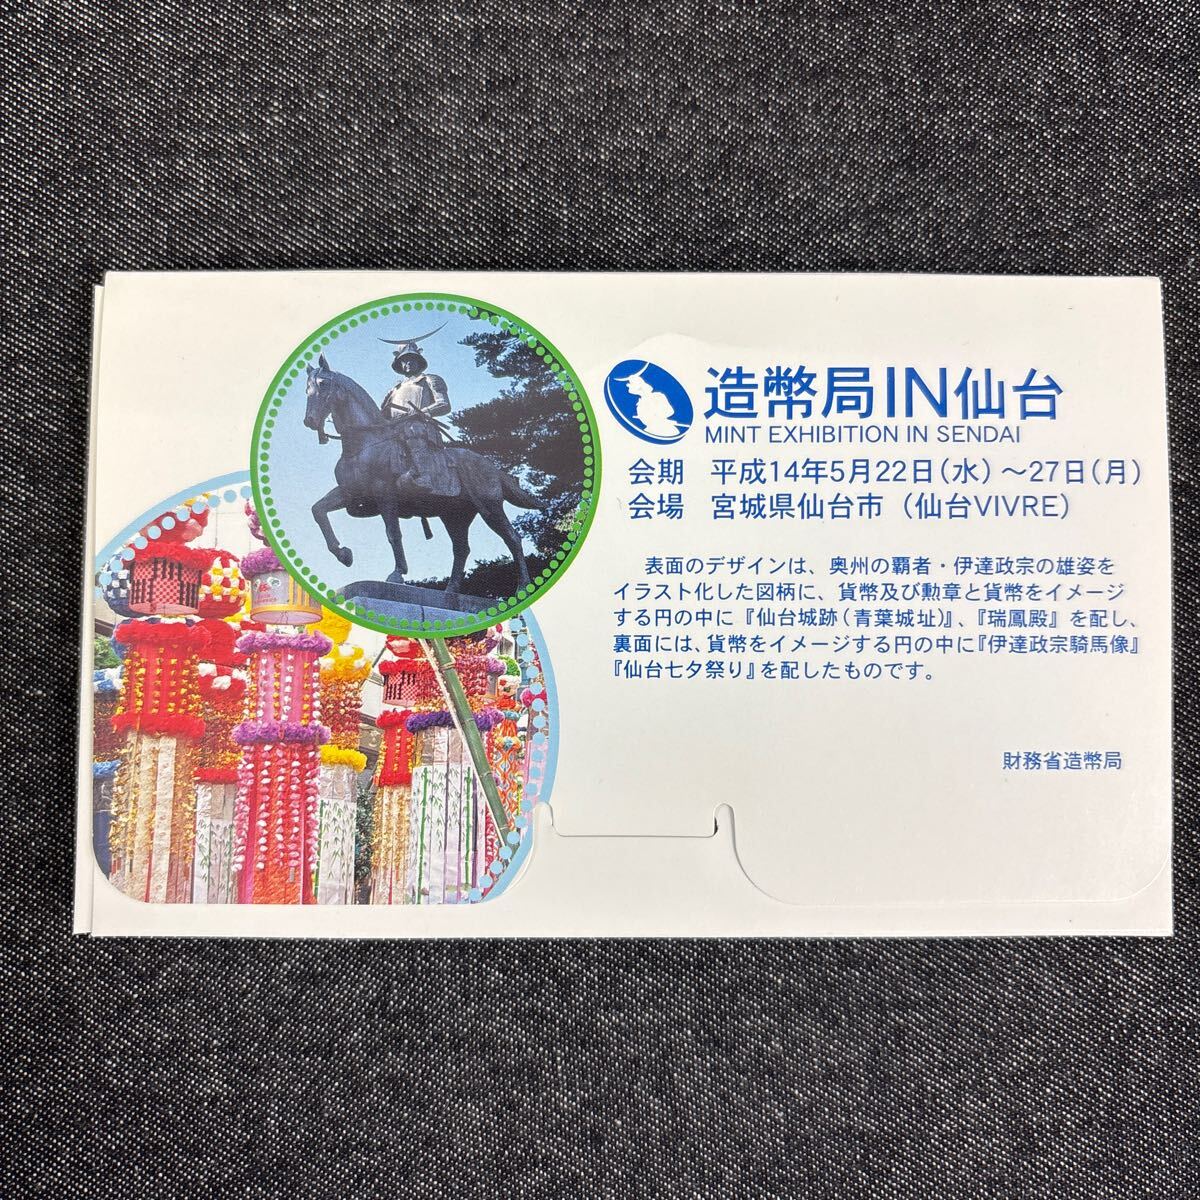 造幣局IN仙台
MINT EXHIBITION IN SENDAI
会期 平成14年5月22日(水)~27日(月)
会場 宮城県仙台市(仙台VIVRE)
表面のデザインは、奥州の覇者・伊達政宗の雄姿を
イラスト化した図柄に、貨幣及び勲章と貨幣をイメージ
する円の中に『仙台城跡(青葉城址)』、『瑞鳳殿』を配し、
裏面には、貨幣をイメージする円の中に『伊達政宗騎馬像』
『仙台七夕祭り』を配したものです。
財務省造幣局